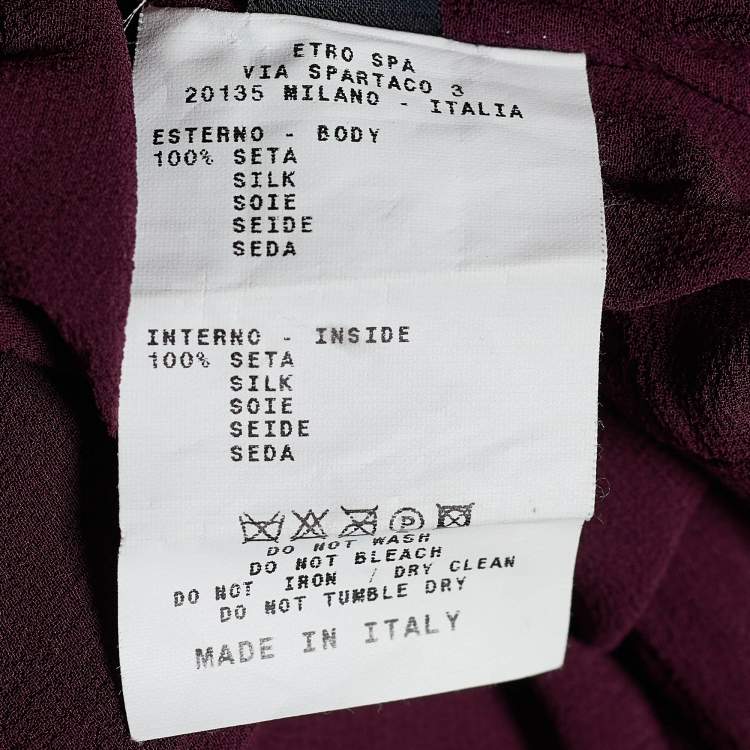 ETRO SPA
VIA SPARTACO 3
20135 MILANO - ITALIA
ESTERNO - BODY
100% SETA
SILK
SOIE
SEIDE
SEDA
INTERNO - INSIDE
100% SETA
SILK
SOIE
SEIDE
SEDA
P
DO NOT WASH
DO NOT BLEACH
DO NOT IRON / DRY CLEAN
DO NOT TUMBLE DRY
MADE IN ITALY